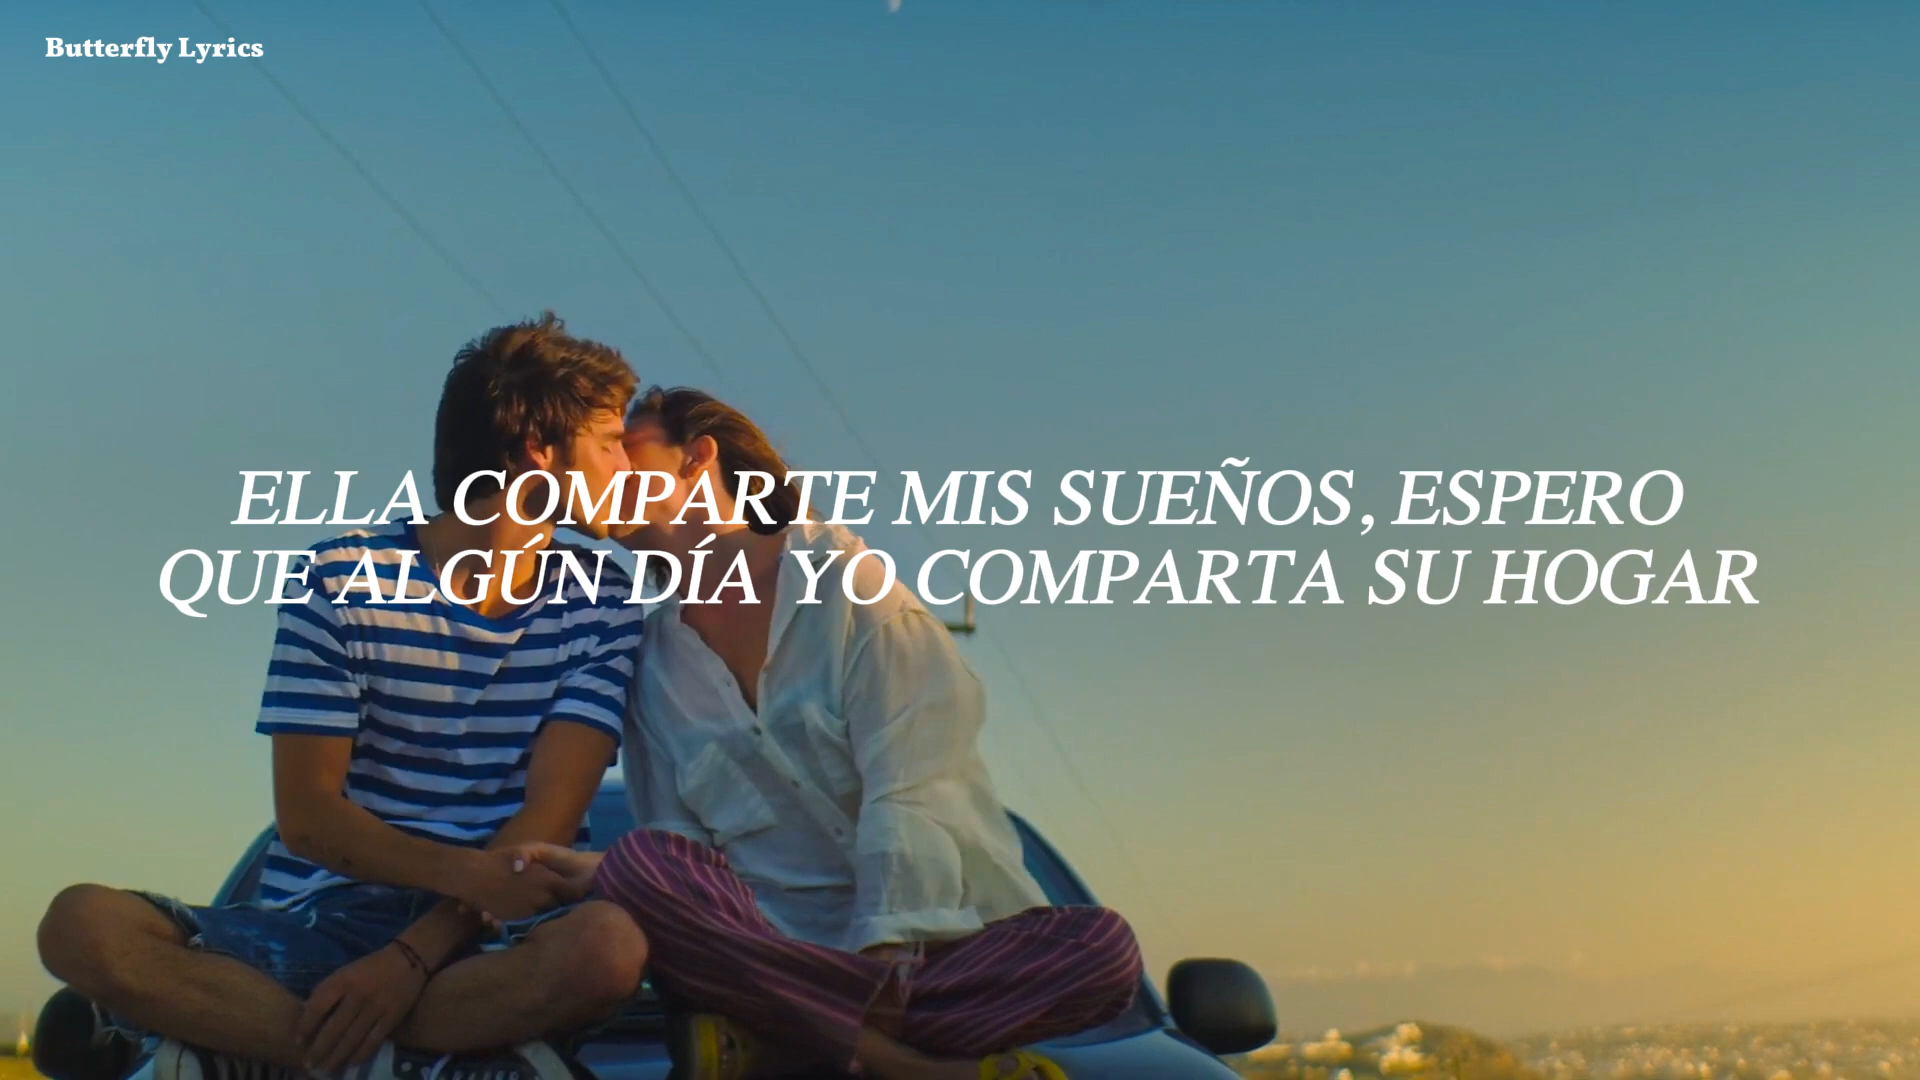 Butterfly Lyrics
ELLA COMPARTE MIS SUEÑOS, ESPERO
QUE ALGÚN DÍA YO COMPARTA SU HOGAR